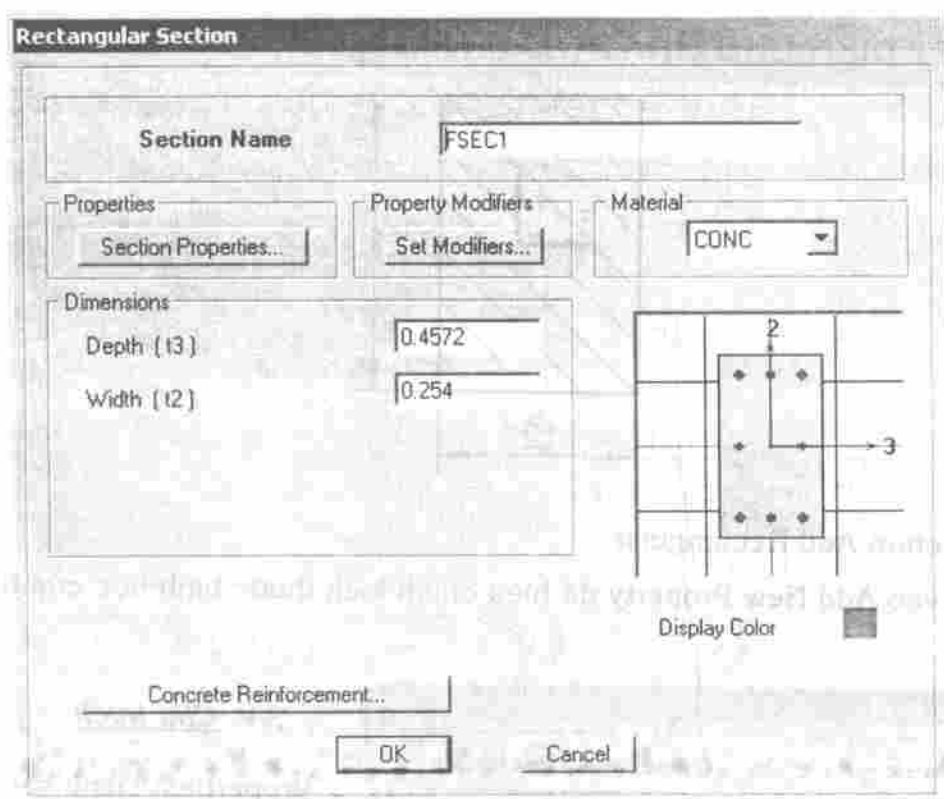 Rectangular Section
Section Name
FSEC1
Properties
Property Modifiers
Material
Section Properties...
Set Modifiers...
CONC
Dimensions
Depth ( t3 )
0.4572
Width ( t2 )
0.254
2
3
Display Color
Concrete Reinforcement...
OK
Cancel